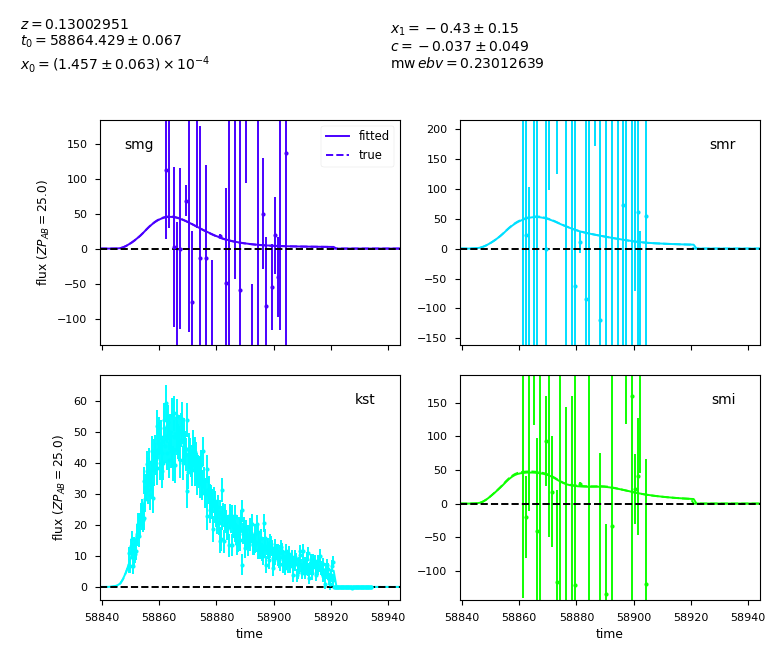 z = 0.13002951
t₀ = 58864.429 ± 0.067
x₀ = (1.457 ± 0.063) × 10⁻⁴
x₁ = −0.43 ± 0.15
c = −0.037 ± 0.049
mw ebv = 0.23012639
smg
fitted
true
150
100
50
0
−50
−100
flux (ZP_AB = 25.0)
smr
200
150
100
50
0
−50
−100
−150
kst
60
50
40
30
20
10
0
flux (ZP_AB = 25.0)
58840 58860 58880 58900 58920 58940
time
smi
150
100
50
0
−50
−100
58840 58860 58880 58900 58920 58940
time